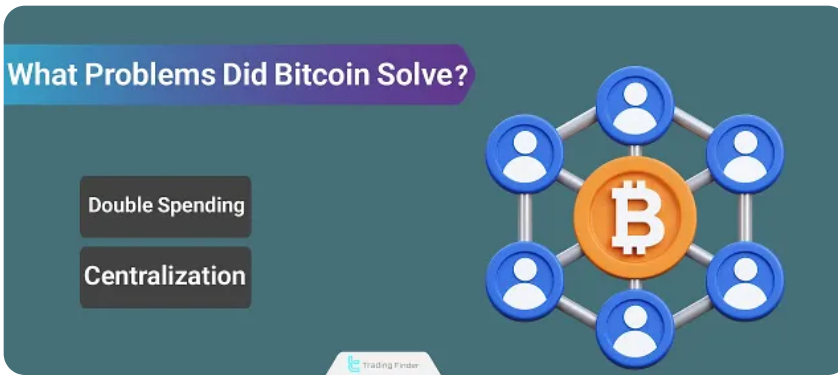 What Problems Did Bitcoin Solve?
Double Spending
Centralization
Trading Finder